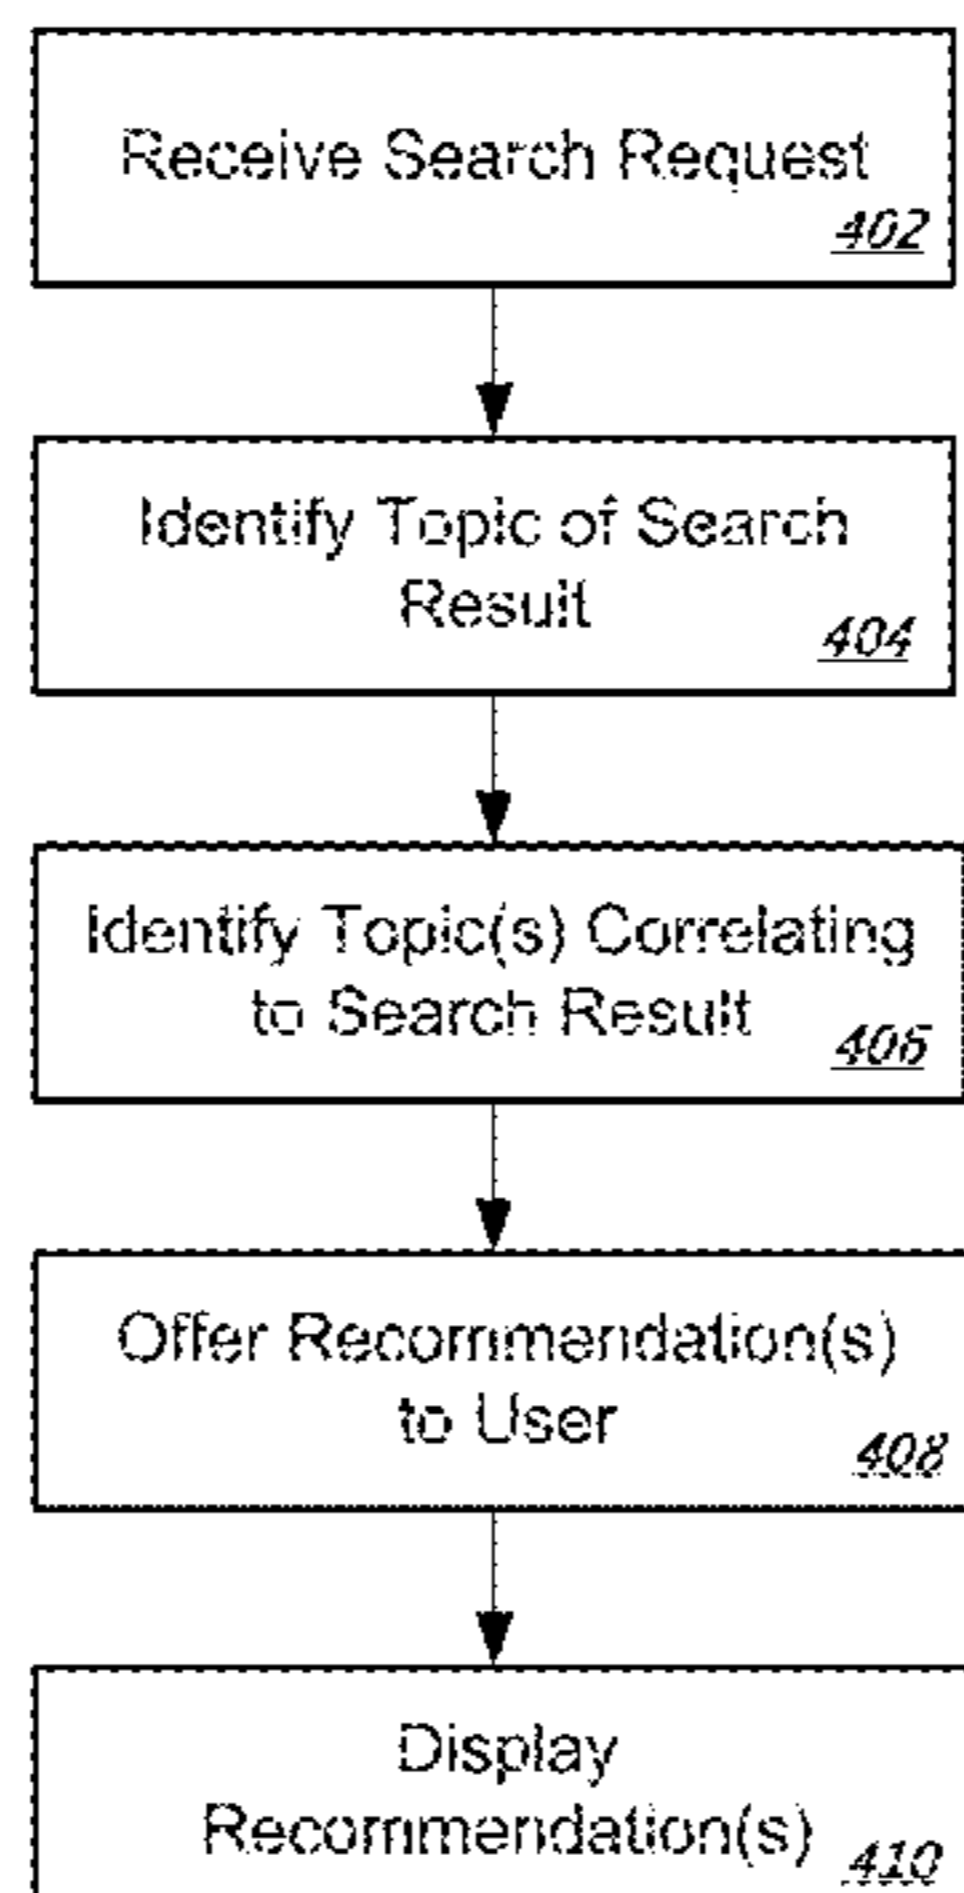 Receive Search Request
402
Identify Topic of Search
Result
404
Identify Topic(s) Correlating
to Search Result
406
Offer Recommendation(s)
to User
408
Display
Recommendation(s)
410